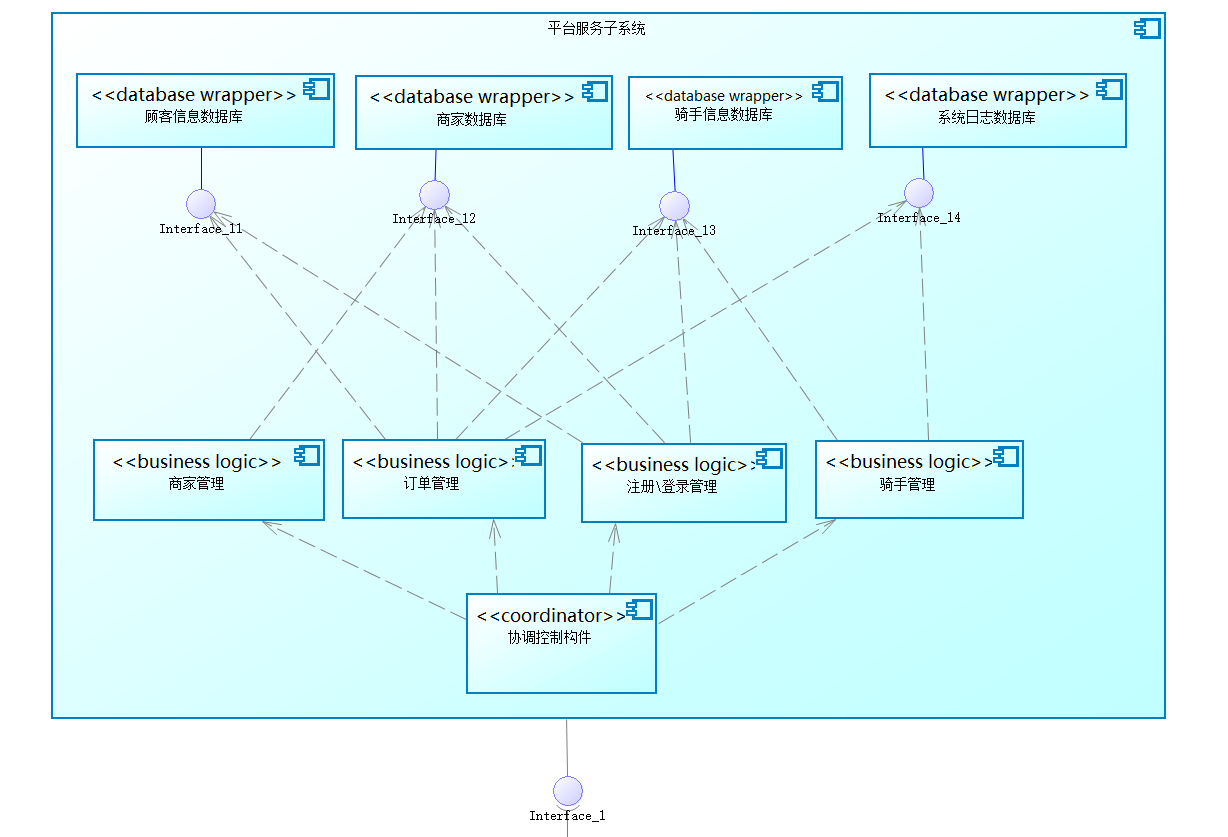 平台服务子系统
<<database wrapper>>
顾客信息数据库
<<database wrapper>>
商家数据库
<<database wrapper>>
骑手信息数据库
<<database wrapper>>
系统日志数据库
Interface_11
Interface_12
Interface_13
Interface_14
<<business logic>>
商家管理
<<business logic>>
订单管理
<<business logic>>
注册\登录管理
<<business logic>>
骑手管理
<<coordinator>>
协调控制构件
Interface_1